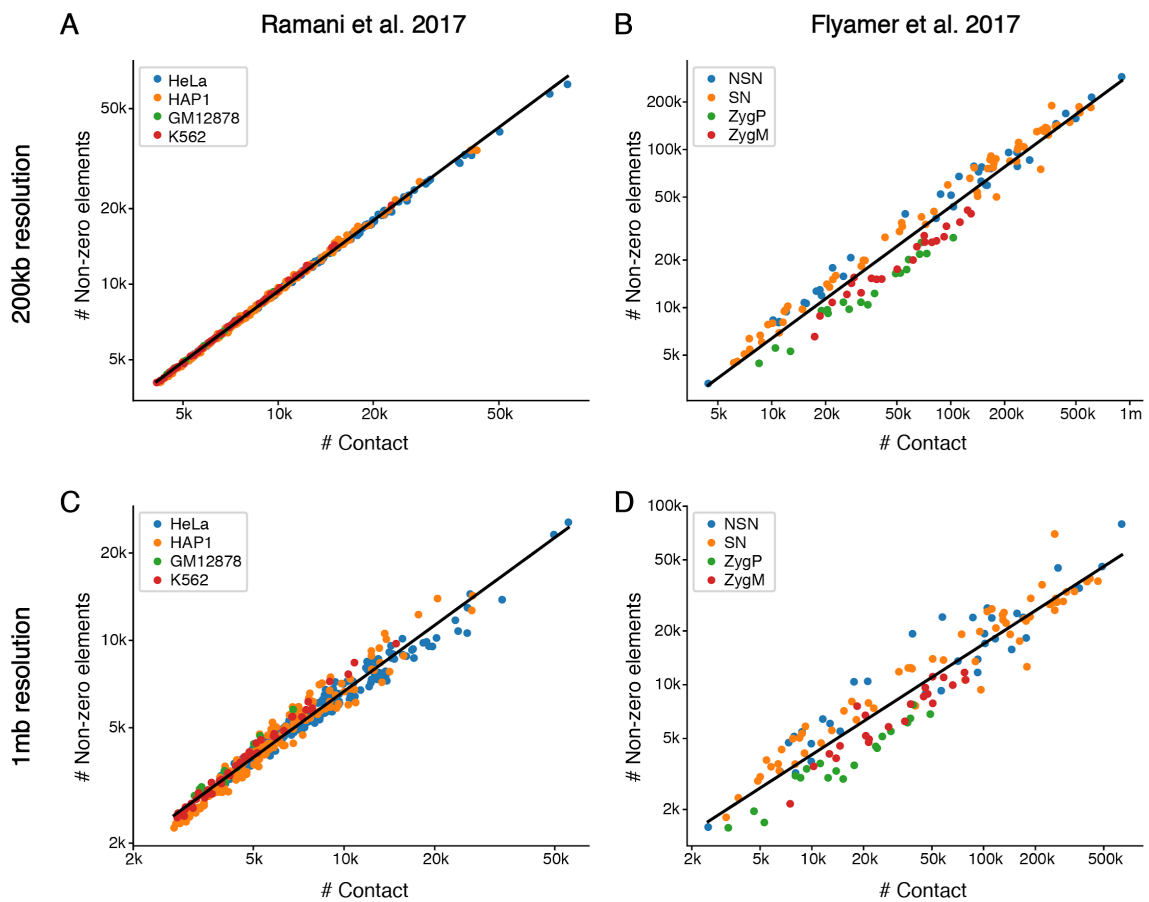 A
Ramani et al. 2017
B
Flyamer et al. 2017
200kb resolution
# Non-zero elements
50k
20k
10k
5k
HeLa
HAP1
GM12878
K562
5k
10k
20k
50k
# Contact
# Non-zero elements
200k
100k
50k
20k
10k
5k
NSN
SN
ZygP
ZygM
5k
10k
20k
50k
100k
200k
500k
1m
# Contact
C
D
1mb resolution
# Non-zero elements
20k
10k
5k
2k
HeLa
HAP1
GM12878
K562
2k
5k
10k
20k
50k
# Contact
# Non-zero elements
100k
50k
20k
10k
5k
2k
NSN
SN
ZygP
ZygM
2k
5k
10k
20k
50k
100k
200k
500k
# Contact